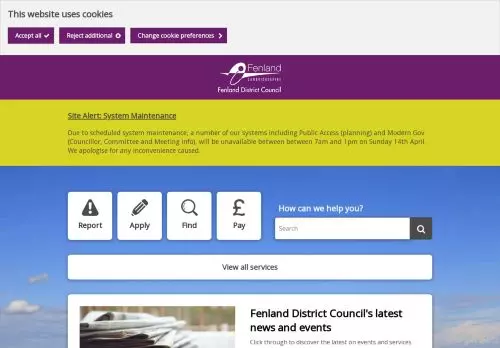 This website uses cookies
Accept all
Reject additional
Change cookie preferences
Fenland
CAMBRIDGESHIRE
Fenland District Council
Site Alert: System Maintenance
Due to scheduled system maintenance, a number of our systems including Public Access (planning) and Modern Gov
(Councillor, Committee and Meeting info), will be unavailable between between 7am and 1pm on Sunday 14th April.
We apologise for any inconvenience caused.
Report
Apply
Find
£
Pay
How can we help you?
Search
View all services
Fenland District Council's latest
news and events
Click through to discover the latest on events and services